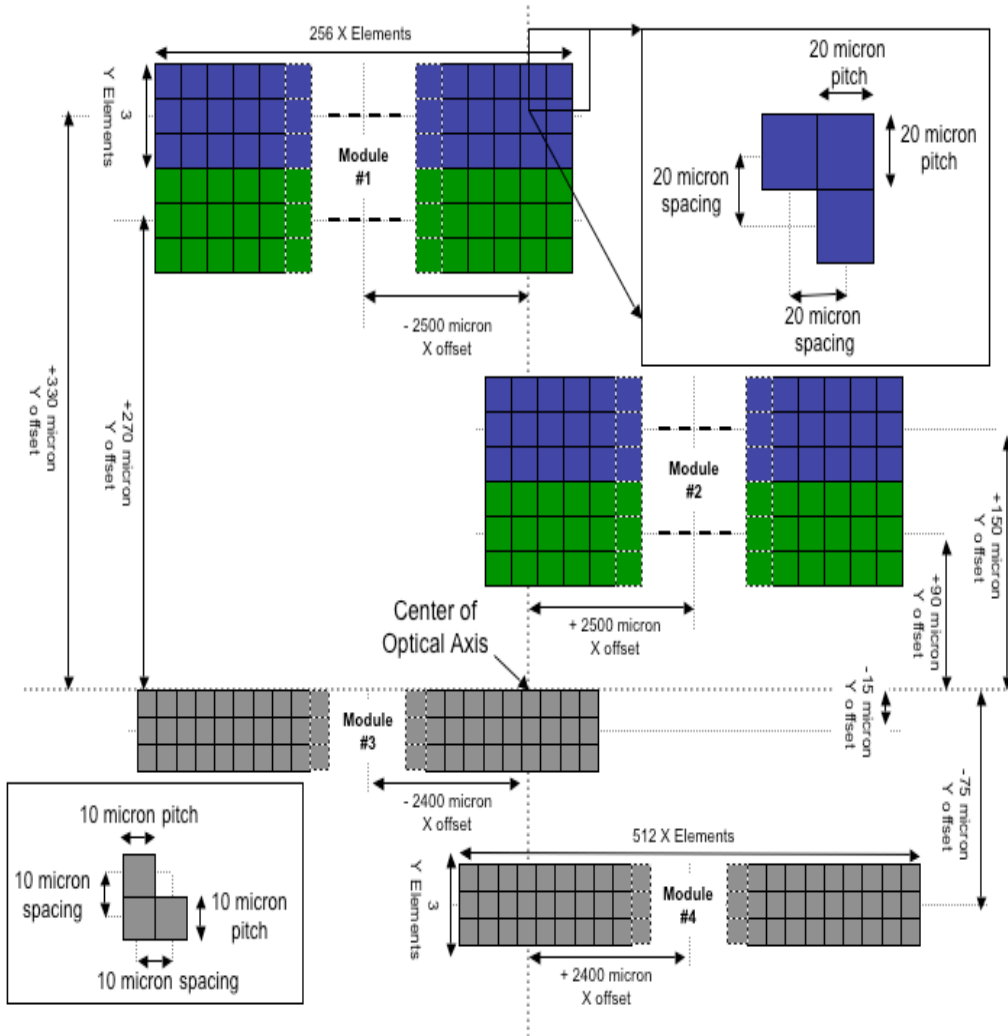 256 X Elements
3
Y Elements
Module
#1
20 micron
pitch
20 micron
pitch
20 micron
spacing
20 micron
spacing
- 2500 micron
X offset
+330 micron
Y offset
+270 micron
Y offset
Module
#2
+150 micron
Y offset
+90 micron
Y offset
+ 2500 micron
X offset
Center of
Optical Axis
-15 micron
Y offset
Module
#3
- 2400 micron
X offset
-75 micron
Y offset
10 micron pitch
10 micron
spacing
10 micron
pitch
10 micron spacing
512 X Elements
3
Y Elements
Module
#4
+ 2400 micron
X offset